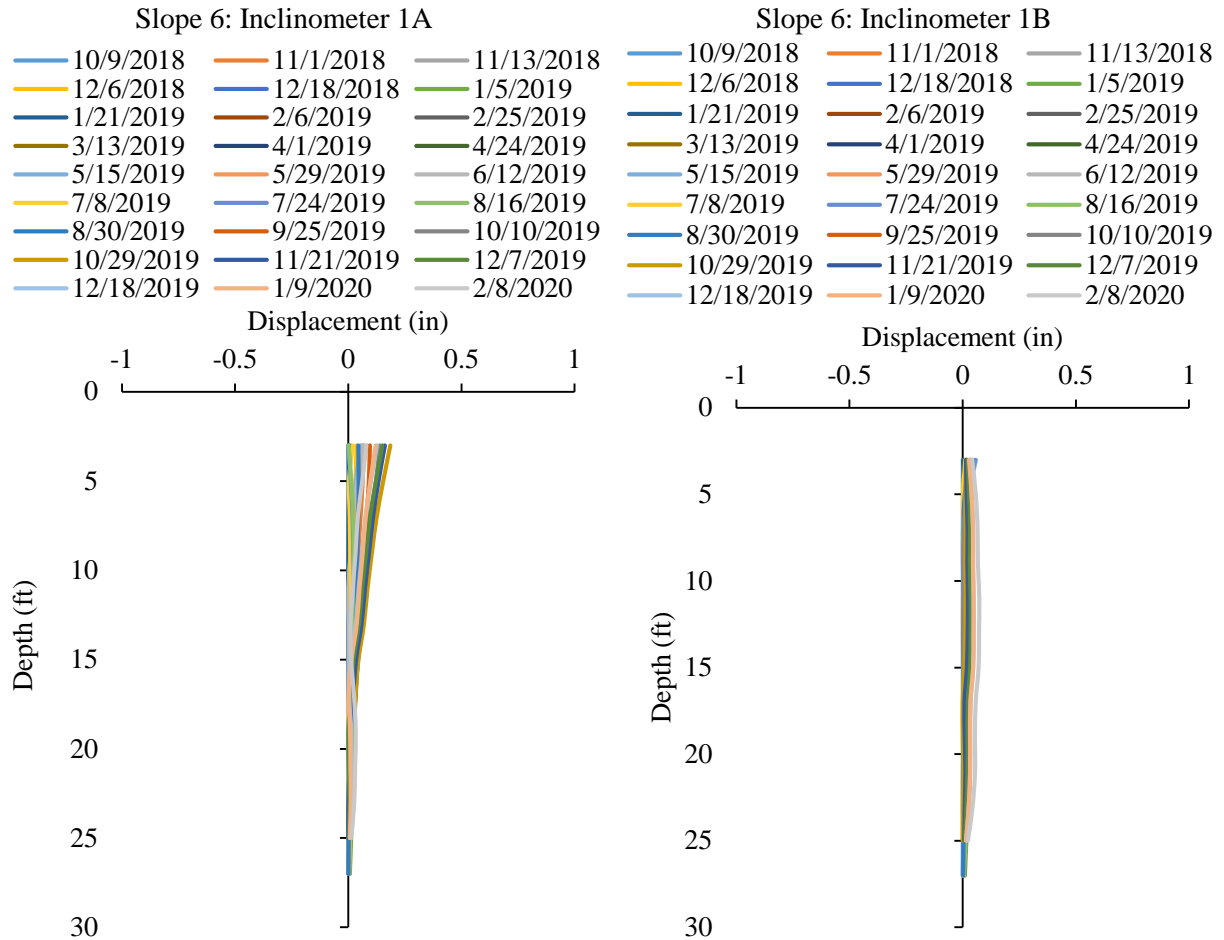 Slope 6: Inclinometer 1A
10/9/2018 11/1/2018 11/13/2018
12/6/2018 12/18/2018 1/5/2019
1/21/2019 2/6/2019 2/25/2019
3/13/2019 4/1/2019 4/24/2019
5/15/2019 5/29/2019 6/12/2019
7/8/2019 7/24/2019 8/16/2019
8/30/2019 9/25/2019 10/10/2019
10/29/2019 11/21/2019 12/7/2019
12/18/2019 1/9/2020 2/8/2020
Displacement (in)
-1 -0.5 0 0.5 1
0
5
10
15
20
25
30
Depth (ft)
Slope 6: Inclinometer 1B
10/9/2018 11/1/2018 11/13/2018
12/6/2018 12/18/2018 1/5/2019
1/21/2019 2/6/2019 2/25/2019
3/13/2019 4/1/2019 4/24/2019
5/15/2019 5/29/2019 6/12/2019
7/8/2019 7/24/2019 8/16/2019
8/30/2019 9/25/2019 10/10/2019
10/29/2019 11/21/2019 12/7/2019
12/18/2019 1/9/2020 2/8/2020
Displacement (in)
-1 -0.5 0 0.5 1
0
5
10
15
20
25
30
Depth (ft)